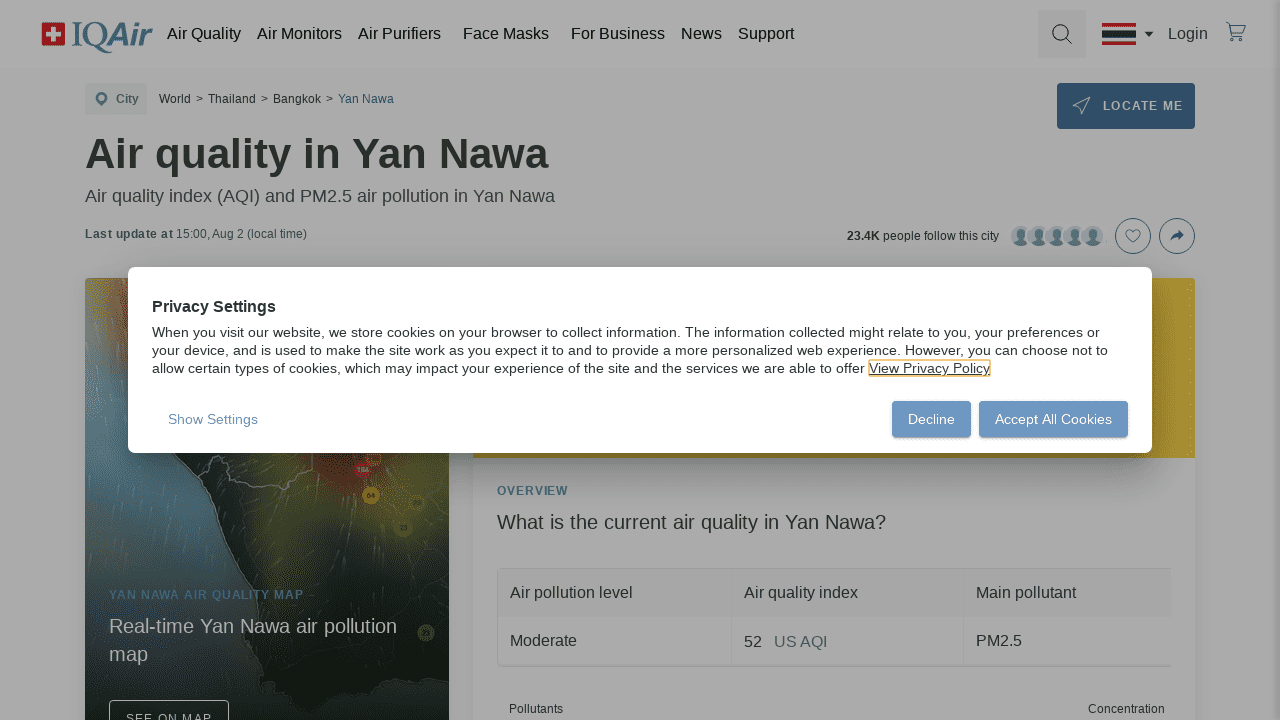 IQAir Air Quality Air Monitors Air Purifiers Face Masks For Business News Support Login
City World > Thailand > Bangkok > Yan Nawa
LOCATE ME
Air quality in Yan Nawa
Air quality index (AQI) and PM2.5 air pollution in Yan Nawa
Last update at 15:00, Aug 2 (local time)
23.4K people follow this city
Privacy Settings
When you visit our website, we store cookies on your browser to collect information. The information collected might relate to you, your preferences or
your device, and is used to make the site work as you expect it to and to provide a more personalized web experience. However, you can choose not to
allow certain types of cookies, which may impact your experience of the site and the services we are able to offer View Privacy Policy
Show Settings Decline Accept All Cookies
YAN NAWA AIR QUALITY MAP
Real-time Yan Nawa air pollution
map
SEE ON MAP
OVERVIEW
What is the current air quality in Yan Nawa?
Air pollution level Air quality index Main pollutant
Moderate 52 US AQI PM2.5
Pollutants Concentration